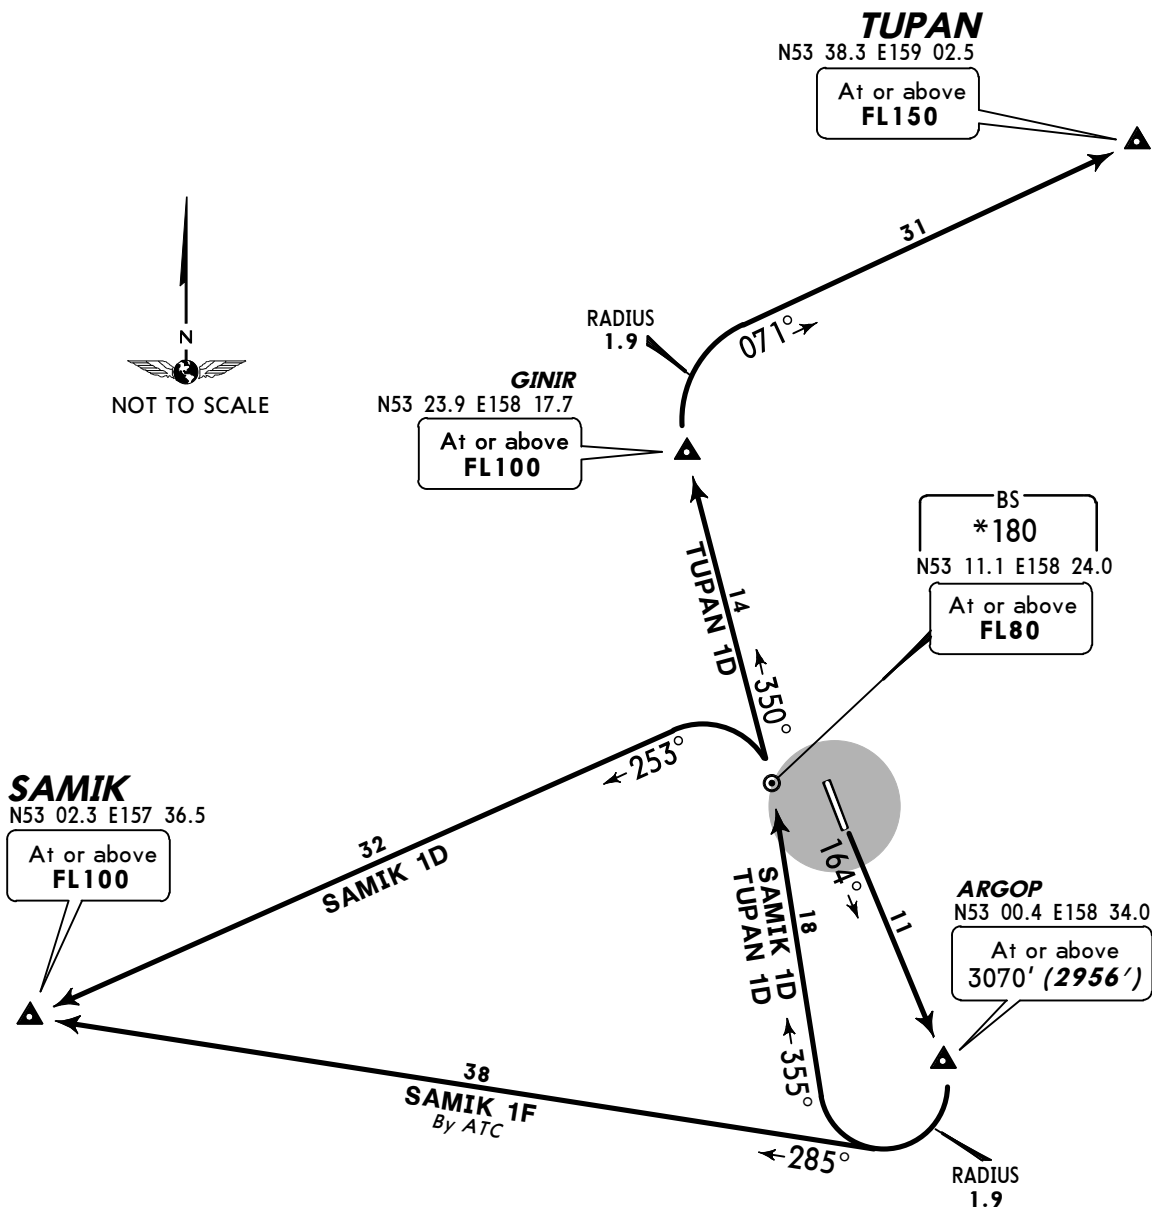 TUPAN
N53 38.3 E159 02.5
At or above
FL150
31
N
NOT TO SCALE
RADIUS
1.9
071°
GINIR
N53 23.9 E158 17.7
At or above
FL100
BS
*180
N53 11.1 E158 24.0
At or above
FL80
14
TUPAN 1D
350°
253°
SAMIK
N53 02.3 E157 36.5
At or above
FL100
32
SAMIK 1D
164°
11
18
SAMIK 1D
TUPAN 1D
ARGOP
N53 00.4 E158 34.0
At or above
3070' (2956')
355°
38
SAMIK 1F
By ATC
285°
RADIUS
1.9